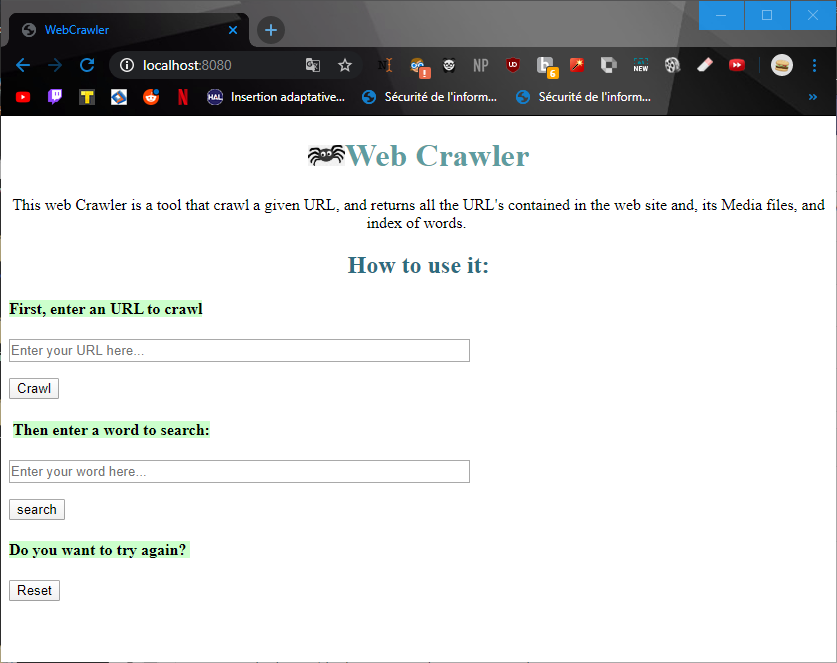 WebCrawler
localhost:8080
NP
UD
6
NEW
T
HAL Insertion adaptative...
Sécurité de l'inform...
Sécurité de l'inform...
Web Crawler
This web Crawler is a tool that crawl a given URL, and returns all the URL's contained in the web site and, its Media files, and
index of words.
How to use it:
First, enter an URL to crawl
Enter your URL here...
Crawl
Then enter a word to search:
Enter your word here...
search
Do you want to try again?
Reset